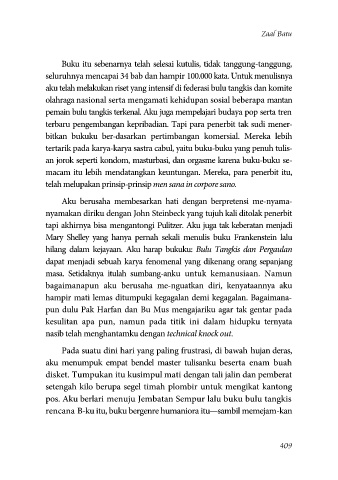 Zaal Batu
Buku itu sebenarnya telah selesai kutulis, tidak tanggung-tanggung,
seluruhnya mencapai 34 bab dan hampir 100.000 kata. Untuk menulisnya
aku telah melakukan riset yang intensif di federasi bulu tangkis dan komite
olahraga nasional serta mengamati kehidupan sosial beberapa mantan
pemain bulu tangkis terkenal. Aku juga mempelajari budaya pop serta tren
terbaru pengembangan kepribadian. Tapi para penerbit tak sudi mener-
bitkan bukuku ber-dasarkan pertimbangan komersial. Mereka lebih
tertarik pada karya-karya sastra cabul, yaitu buku-buku yang penuh tulis-
an jorok seperti kondom, masturbasi, dan orgasme karena buku-buku se-
macam itu lebih mendatangkan keuntungan. Mereka, para penerbit itu,
telah melupakan prinsip-prinsip men sana in corpore sano.
Aku berusaha membesarkan hati dengan berpretensi me-nyama-
nyamakan diriku dengan John Steinbeck yang tujuh kali ditolak penerbit
tapi akhirnya bisa mengantongi Pulitzer. Aku juga tak keberatan menjadi
Mary Shelley yang hanya pernah sekali menulis buku Frankenstein lalu
hilang dalam kejayaan. Aku harap bukuku: Bulu Tangkis dan Pergaulan
dapat menjadi sebuah karya fenomenal yang dikenang orang sepanjang
masa. Setidaknya itulah sumbang-anku untuk kemanusiaan. Namun
bagaimanapun aku berusaha me-nguatkan diri, kenyataannya aku
hampir mati lemas ditumpuki kegagalan demi kegagalan. Bagaimana-
pun dulu Pak Harfan dan Bu Mus mengajariku agar tak gentar pada
kesulitan apa pun, namun pada titik ini dalam hidupku ternyata
nasib telah menghantamku dengan technical knock out.
Pada suatu dini hari yang paling frustrasi, di bawah hujan deras,
aku menumpuk empat bendel master tulisanku beserta enam buah
disket. Tumpukan itu kusimpul mati dengan tali jalin dan pemberat
setengah kilo berupa segel timah plombir untuk mengikat kantong
pos. Aku berlari menuju Jembatan Sempur lalu buku bulu tangkis
rencana B-ku itu, buku bergenre humaniora itu—sambil memejam-kan
409